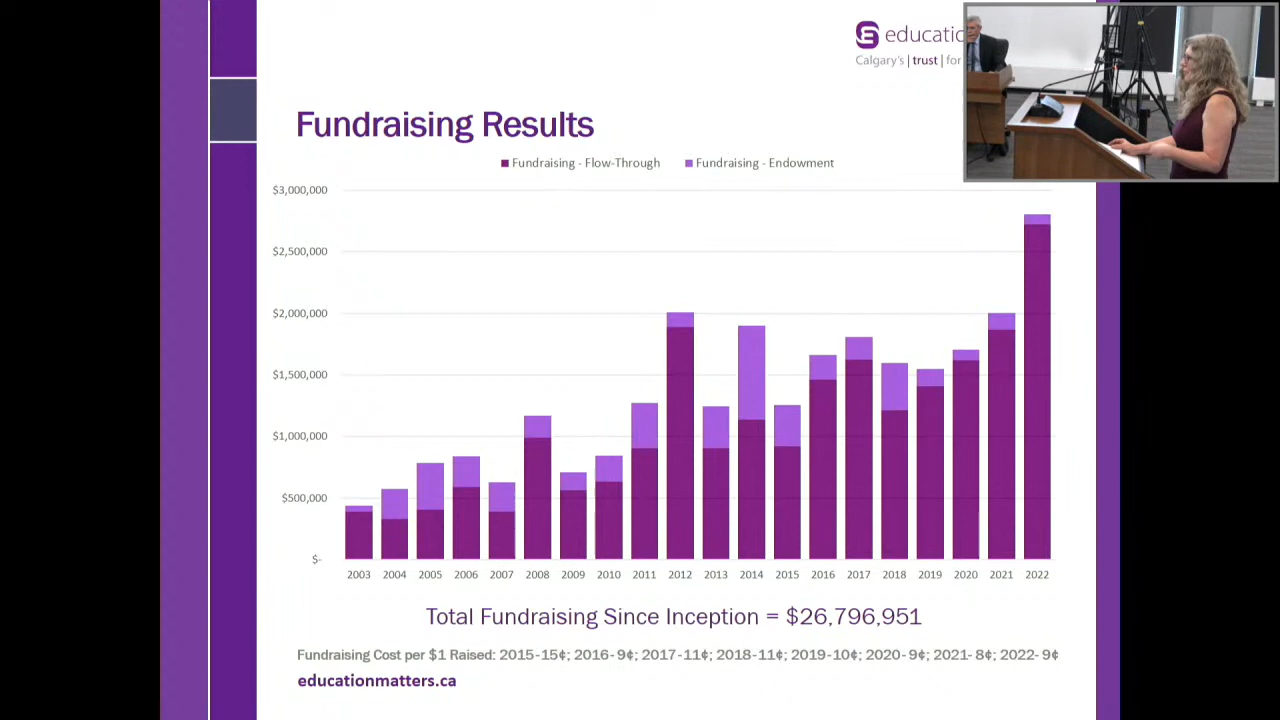 Calgary's | trust | for
Fundraising Results
Fundraising - Flow-Through Fundraising - Endowment
$3,000,000
$2,500,000
$2,000,000
$1,500,000
$1,000,000
$500,000
$-
2003 2004 2005 2006 2007 2008 2009 2010 2011 2012 2013 2014 2015 2016 2017 2018 2019 2020 2021 2022
Total Fundraising Since Inception = $26,796,951
Fundraising Cost per $1 Raised: 2015-15¢; 2016-9¢; 2017-11¢; 2018-11¢; 2019-10¢; 2020-9¢; 2021-8¢; 2022-9¢
educationmatters.ca